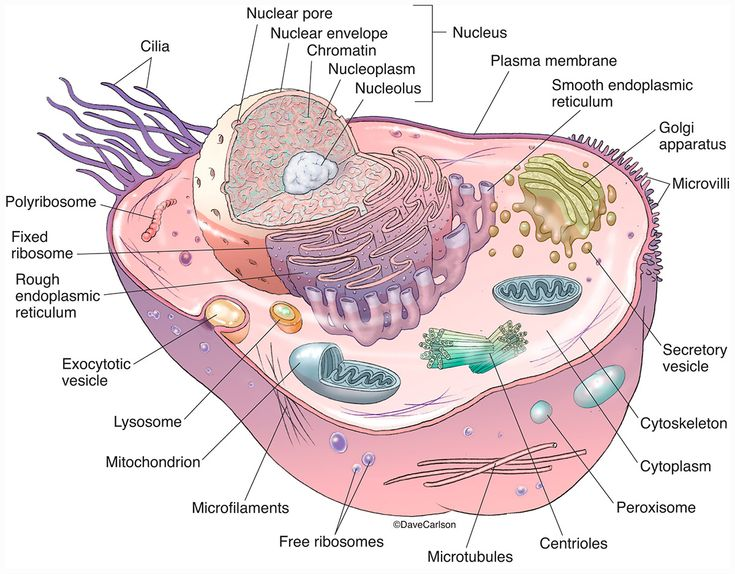 Nuclear pore
Nuclear envelope
Chromatin
Nucleoplasm
Nucleolus
Nucleus
Cilia
Plasma membrane
Smooth endoplasmic
reticulum
Golgi
apparatus
Microvilli
Polyribosome
Fixed
ribosome
Rough
endoplasmic
reticulum
Exocytotic
vesicle
Lysosome
Mitochondrion
Microfilaments
Free ribosomes
©DaveCarlson
Microtubules
Centrioles
Peroxisome
Cytoplasm
Cytoskeleton
Secretory
vesicle